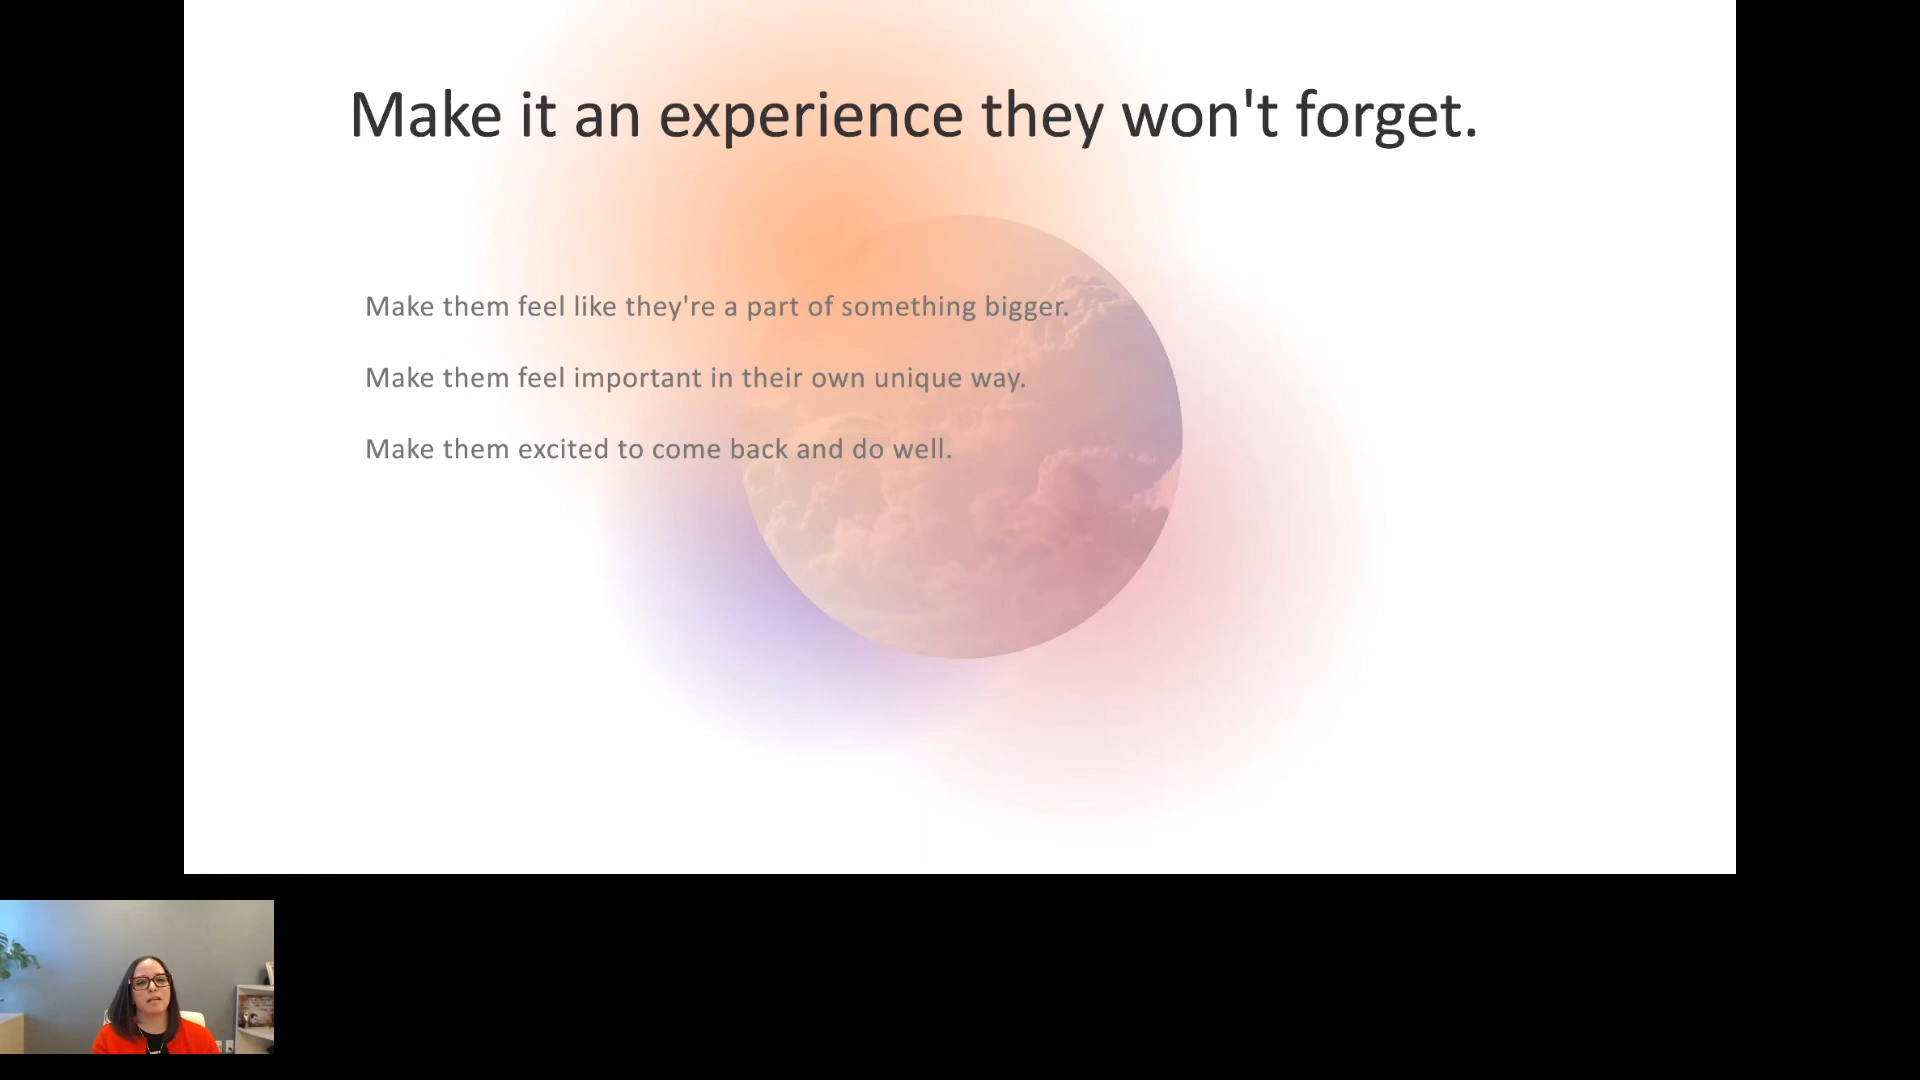 Make it an experience they won't forget.
Make them feel like they're a part of something bigger.
Make them feel important in their own unique way.
Make them excited to come back and do well.